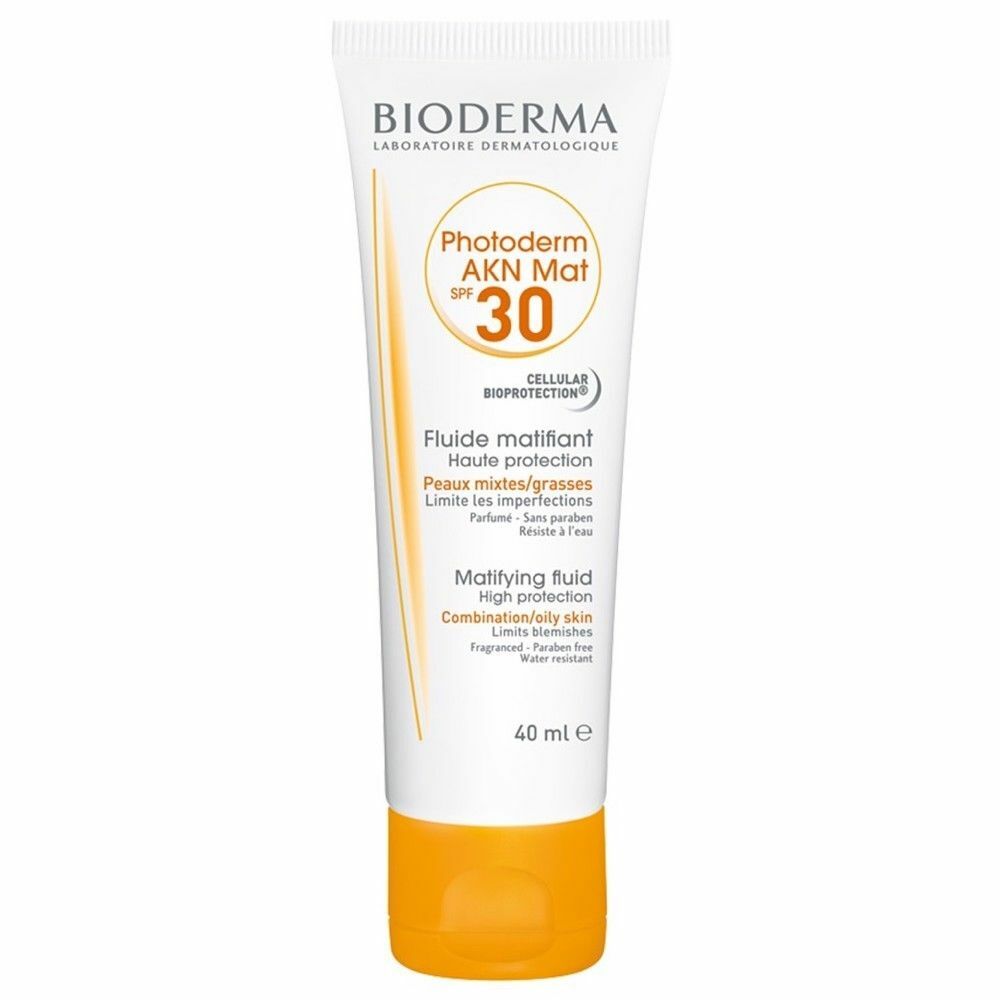 BIODERMA
LABORATOIRE DERMATOLOGIQUE
Photoderm
AKN Mat
SPF 30
CELLULAR
BIOPROTECTION®
Fluide matifiant
Haute protection
Peaux mixtes/grasses
Limite les imperfections
Parfumé - Sans paraben
Résiste à l'eau
Matifying fluid
High protection
Combination/oily skin
Limits blemishes
Fragranced - Paraben free
Water resistant
40 ml ℮